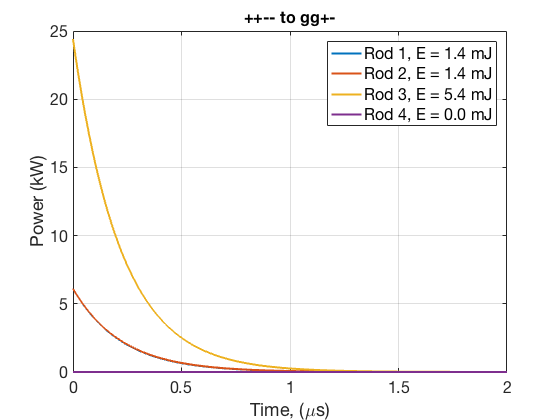 ++-- to gg+-
Power (kW)
25
20
15
10
5
0
Rod 1, E = 1.4 mJ
Rod 2, E = 1.4 mJ
Rod 3, E = 5.4 mJ
Rod 4, E = 0.0 mJ
0
0.5
1
1.5
2
Time, (μs)